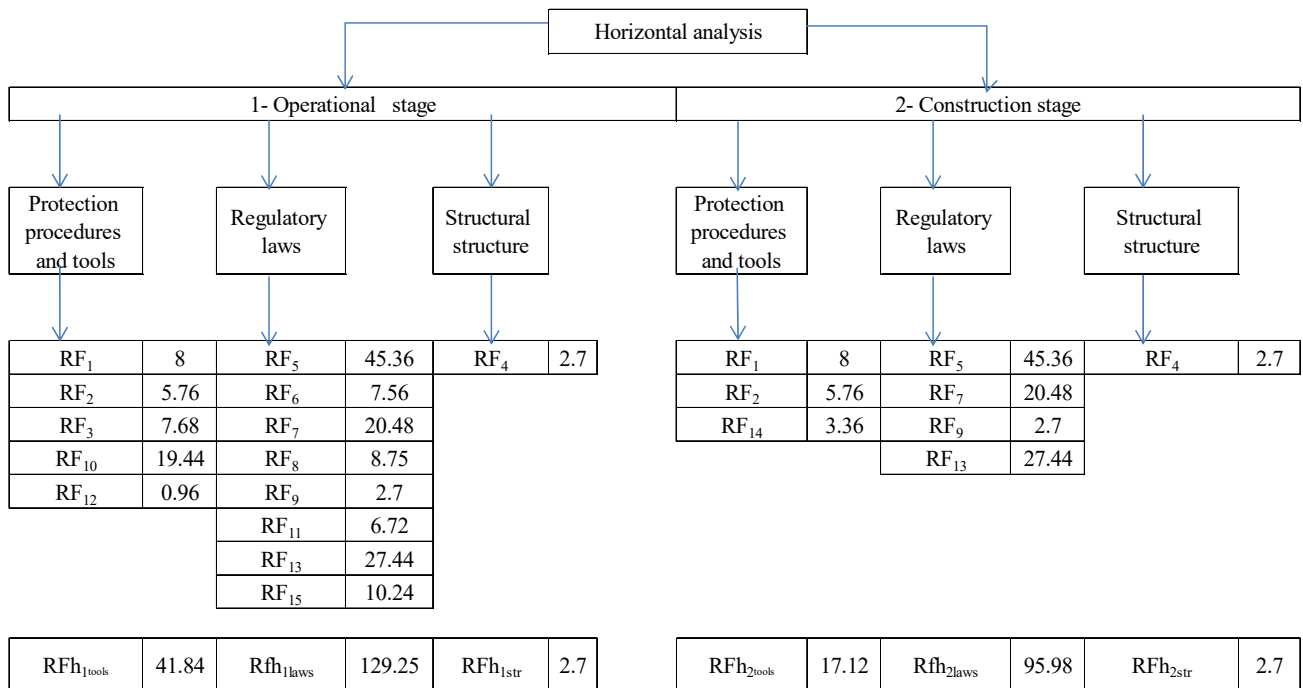 Horizontal analysis
1- Operational stage 2- Construction stage
Protection procedures and tools
Regulatory laws
Structural structure
Protection procedures and tools
Regulatory laws
Structural structure
RF1 8 RF5 45.36 RF4 2.7 RF1 8 RF5 45.36 RF4 2.7
RF2 5.76 RF6 7.56 RF2 5.76 RF7 20.48
RF3 7.68 RF7 20.48 RF14 3.36 RF9 2.7
RF10 19.44 RF8 8.75 RF13 27.44
RF12 0.96 RF9 2.7
RF11 6.72
RF13 27.44
RF15 10.24
RFh1tools 41.84 Rfh1laws 129.25 RFh1str 2.7 RFh2tools 17.12 Rfh2laws 95.98 RFh2str 2.7